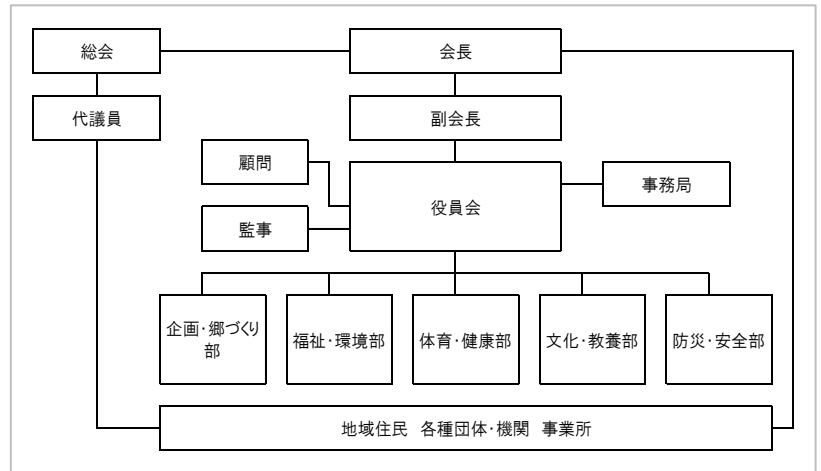 総会
会長
代議員
副会長
顧問
役員会
事務局
監事
企画・郷づくり
部
福祉・環境部
体育・健康部
文化・教養部
防災・安全部
地域住民　各種団体・機関　事業所